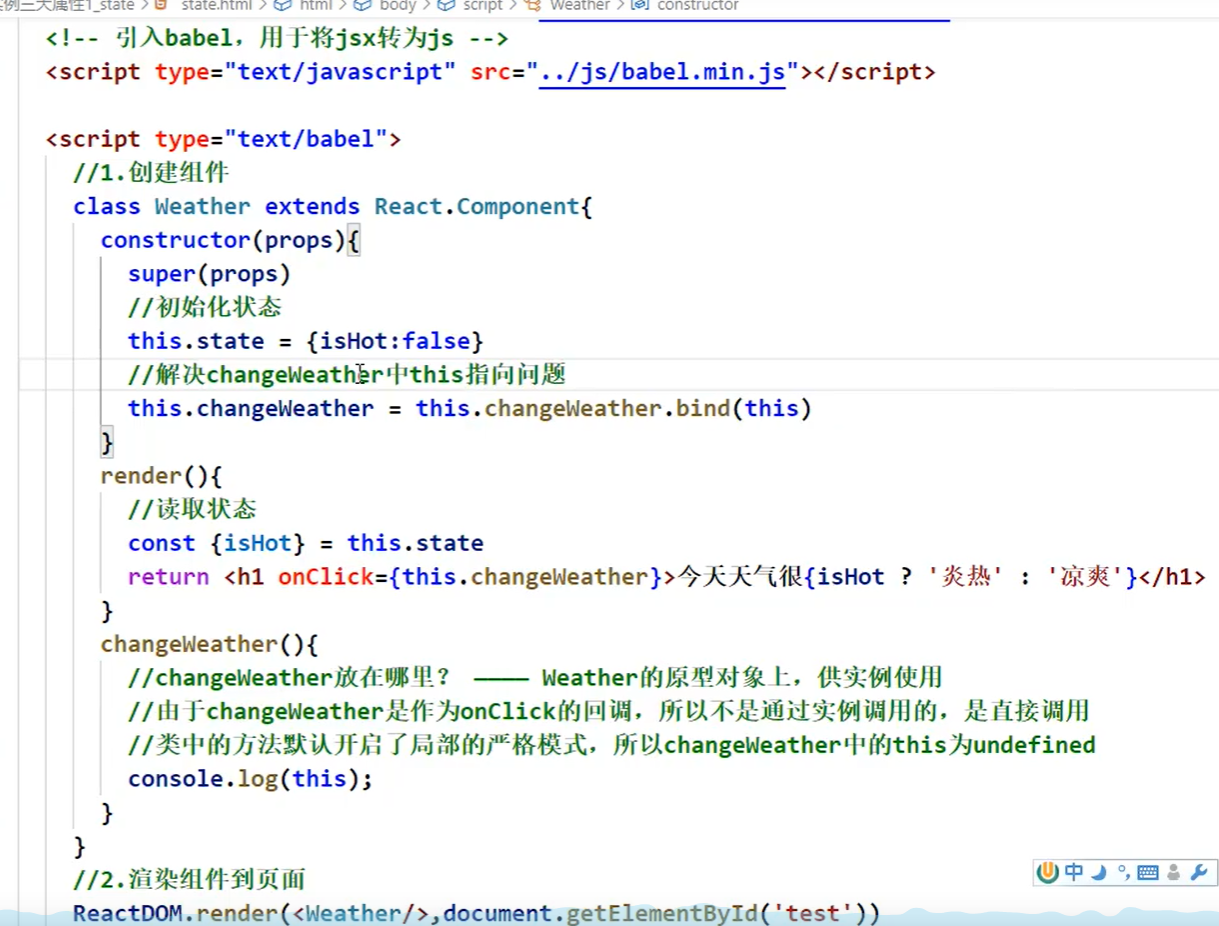 例三大属性1_state > state.html > html > body > script > Weather > constructor
<!-- 引入babel，用于将jsx转为js -->
<script type="text/javascript" src="../js/babel.min.js"></script>
<script type="text/babel">
//1.创建组件
class Weather extends React.Component{
constructor(props){
super(props)
//初始化状态
this.state = {isHot:false}
//解决changeWeather中this指向问题
this.changeWeather = this.changeWeather.bind(this)
}
render(){
//读取状态
const {isHot} = this.state
return <h1 onClick={this.changeWeather}>今天天气很{isHot ? '炎热' : '凉爽'}</h1>
}
changeWeather(){
//changeWeather放在哪里？ ———— Weather的原型对象上，供实例使用
//由于changeWeather是作为onClick的回调，所以不是通过实例调用的，是直接调用
//类中的方法默认开启了局部的严格模式，所以changeWeather中的this为undefined
console.log(this);
}
}
//2.渲染组件到页面
ReactDOM.render(<Weather/>,document.getElementById('test'))
中